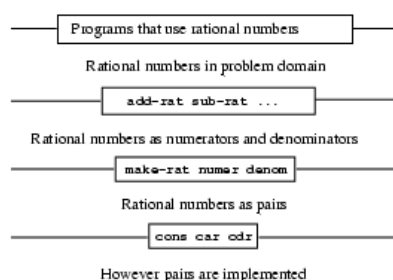 Programs that use rational numbers
Rational numbers in problem domain
add-rat sub-rat ...
Rational numbers as numerators and denominators
make-rat numer denom
Rational numbers as pairs
cons car cdr
However pairs are implemented